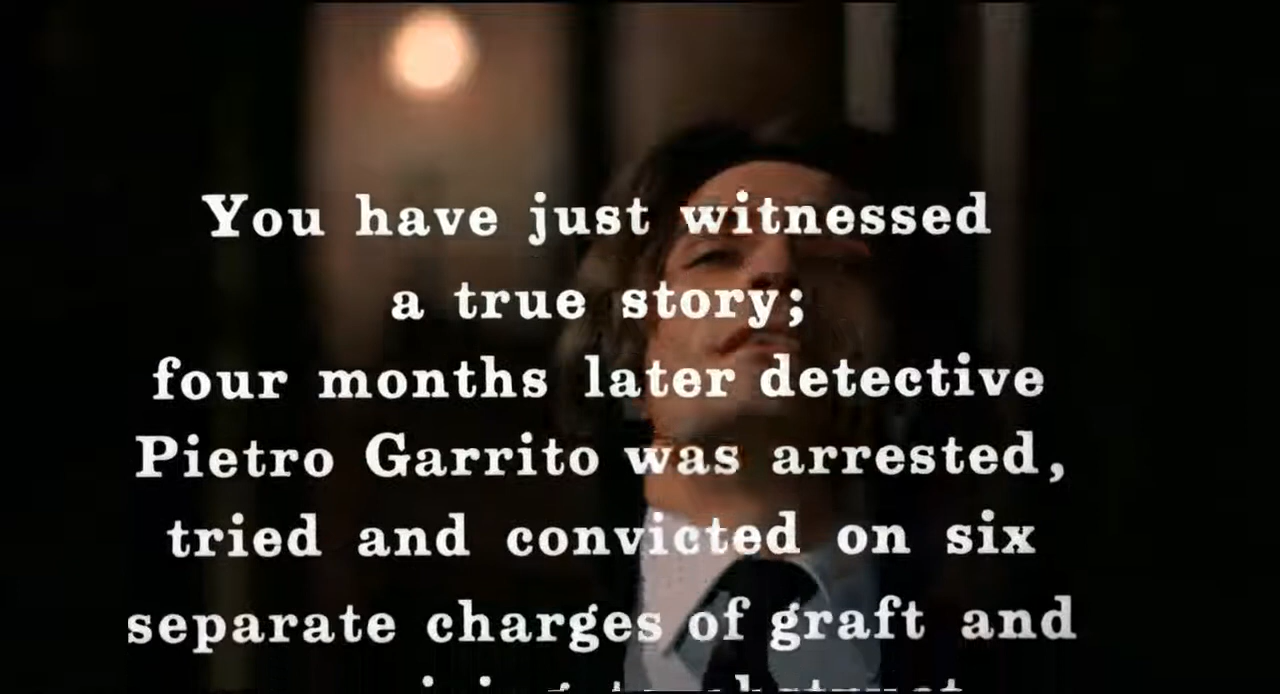 You have just witnessed
a true story;
four months later detective
Pietro Garrito was arrested,
tried and convicted on six
separate charges of graft and